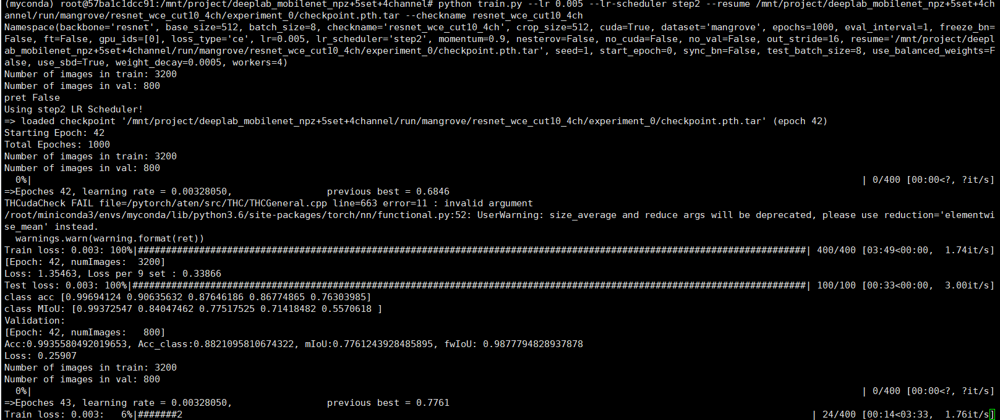 (myconda) root@57ba1c1dcc91:/mnt/project/deeplab_mobilenet_npz+5set+4channel# python train.py --lr 0.005 --lr-scheduler step2 --resume /mnt/project/deeplab_mobilenet_npz+5set+4ch
annel/run/mangrove/resnet_wce_cut10_4ch/experiment_0/checkpoint.pth.tar --checkname resnet_wce_cut10_4ch
Namespace(backbone='resnet', base_size=512, batch_size=8, checkname='resnet_wce_cut10_4ch', crop_size=512, cuda=True, dataset='mangrove', epochs=1000, eval_interval=1, freeze_bn=
False, ft=False, gpu_ids=[0], loss_type='ce', lr=0.005, lr_scheduler='step2', momentum=0.9, nesterov=False, no_cuda=False, no_val=False, out_stride=16, resume='/mnt/project/deepl
ab_mobilenet_npz+5set+4channel/run/mangrove/resnet_wce_cut10_4ch/experiment_0/checkpoint.pth.tar', seed=1, start_epoch=0, sync_bn=False, test_batch_size=8, use_balanced_weights=F
alse, use_sbd=True, weight_decay=0.0005, workers=4)
Number of images in train: 3200
Number of images in val: 800
pret False
Using step2 LR Scheduler!
=> loaded checkpoint '/mnt/project/deeplab_mobilenet_npz+5set+4channel/run/mangrove/resnet_wce_cut10_4ch/experiment_0/checkpoint.pth.tar' (epoch 42)
Starting Epoch: 42
Total Epoches: 1000
Number of images in train: 3200
Number of images in val: 800
0%| | 0/400 [00:00<?, ?it/s]
=>Epoches 42, learning rate = 0.00328050, previous best = 0.6846
THCudaCheck FAIL file=/pytorch/aten/src/THC/THCGeneral.cpp line=663 error=11 : invalid argument
/root/miniconda3/envs/myconda/lib/python3.6/site-packages/torch/nn/functional.py:52: UserWarning: size_average and reduce args will be deprecated, please use reduction='elementwi
se_mean' instead.
warnings.warn(warning.format(ret))
Train loss: 0.003: 100%|########################################################################################################################| 400/400 [03:49<00:00, 1.74it/s]
[Epoch: 42, numImages: 3200]
Loss: 1.35463, Loss per 9 set : 0.33866
Test loss: 0.003: 100%|#########################################################################################################################| 100/100 [00:33<00:00, 3.00it/s]
class acc [0.99694124 0.90635632 0.87646186 0.86774865 0.76303985]
class MIoU: [0.99372547 0.84047462 0.77517525 0.71418482 0.5570618 ]
Validation:
[Epoch: 42, numImages: 800]
Acc:0.9935580492019653, Acc_class:0.8821095810674322, mIoU:0.7761243928485895, fwIoU: 0.9877794828937878
Loss: 0.25907
Number of images in train: 3200
Number of images in val: 800
0%| | 0/400 [00:00<?, ?it/s]
=>Epoches 43, learning rate = 0.00328050, previous best = 0.7761
Train loss: 0.003: 6%|#######2 | 24/400 [00:14<03:33, 1.76it/s]